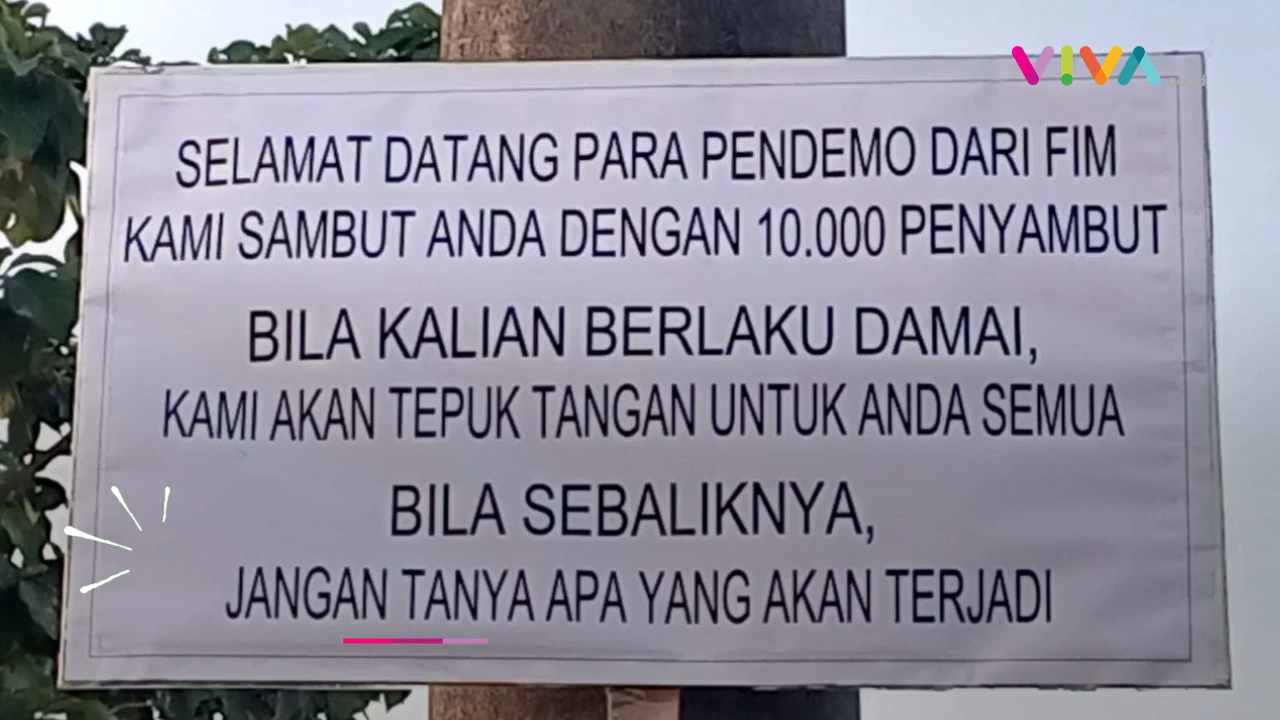 VIVA
SELAMAT DATANG PARA PENDEMO DARI FIM
KAMI SAMBUT ANDA DENGAN 10.000 PENYAMBUT
BILA KALIAN BERLAKU DAMAI,
KAMI AKAN TEPUK TANGAN UNTUK ANDA SEMUA
BILA SEBALIKNYA,
JANGAN TANYA APA YANG AKAN TERJADI